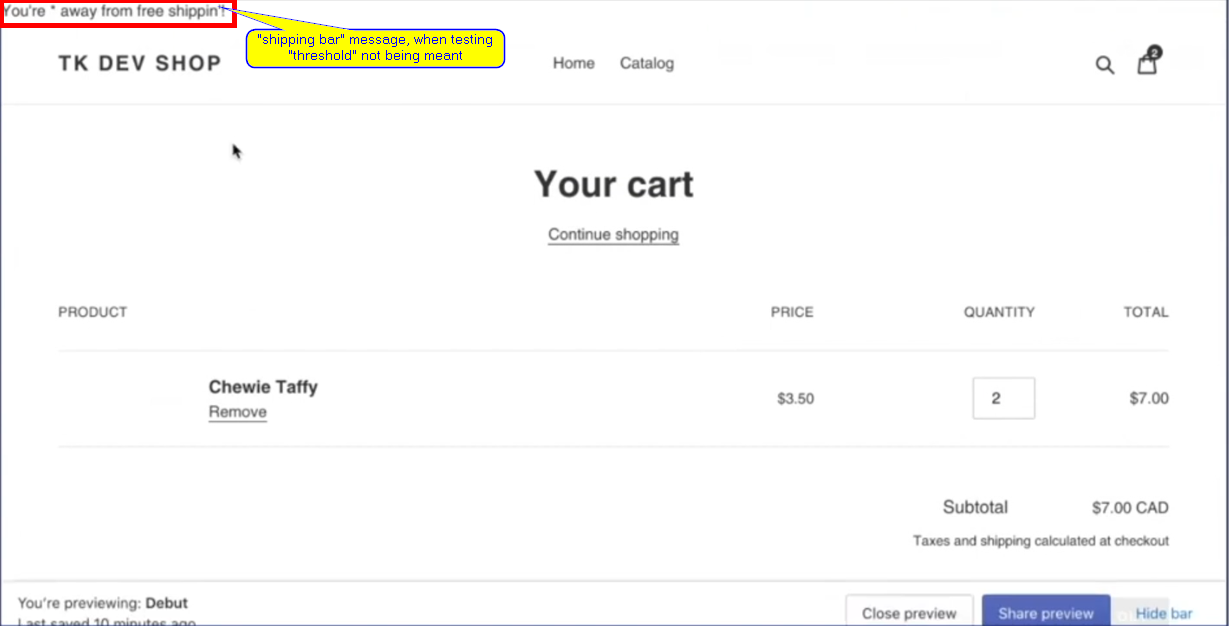 You're * away from free shippin'!
"shipping bar" message, when testing
"threshold" not being meant
TK DEV SHOP
Home Catalog
2
Your cart
Continue shopping
PRODUCT PRICE QUANTITY TOTAL
Chewie Taffy
Remove
$3.50 2 $7.00
Subtotal $7.00 CAD
Taxes and shipping calculated at checkout
You're previewing: Debut
Last saved 10 minutes ago
Close preview Share preview Hide bar